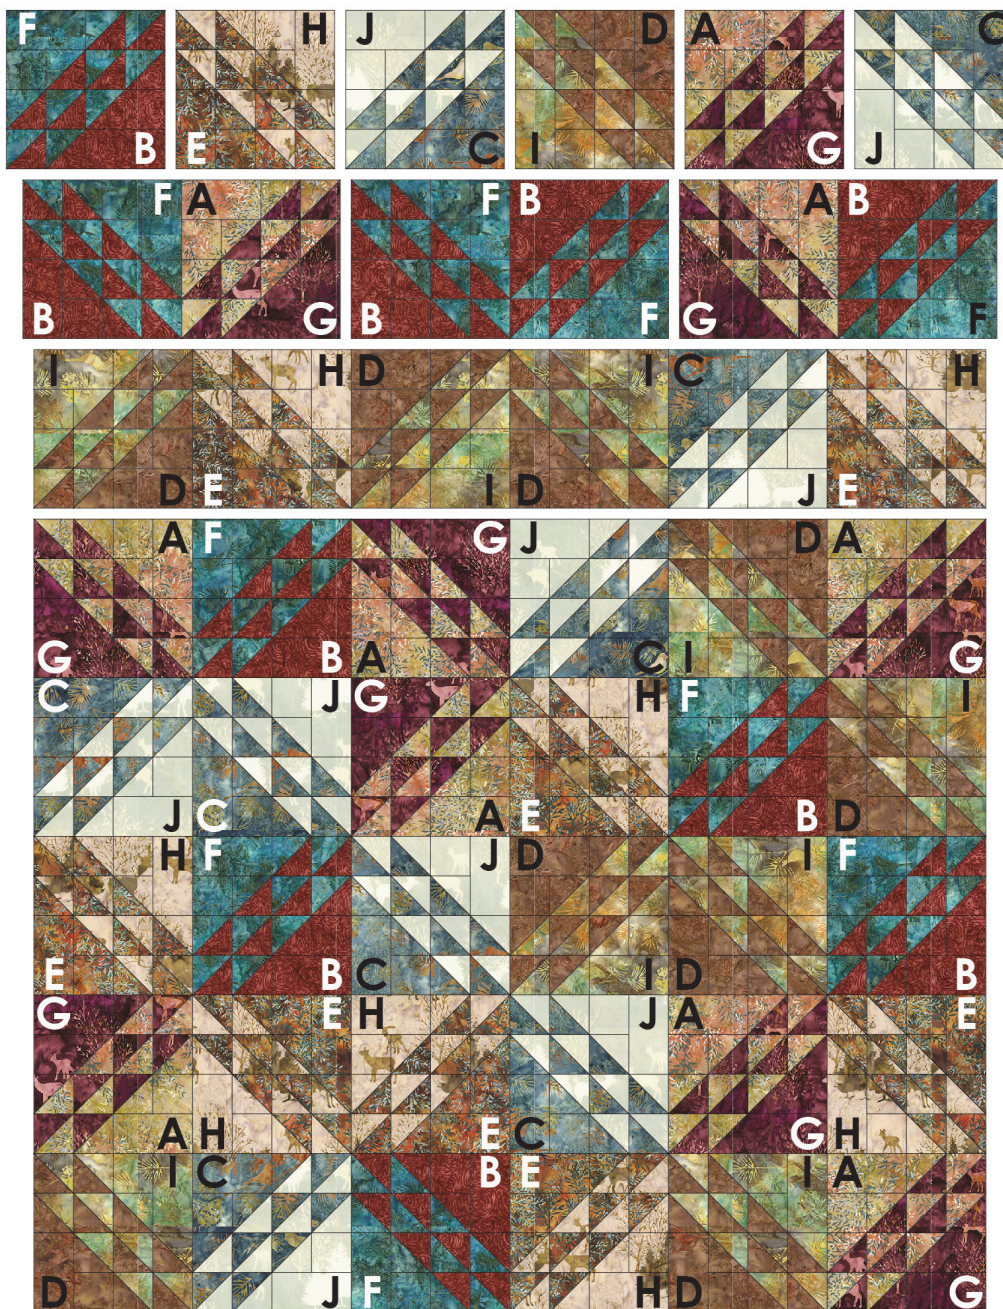 F H J D A C
B E C I G J
F A F B A B
B G B F G F
I H D I C H
D E I D J E
A F G J D A
G B A C I G
C J G H F I
J C A E B D
H F J D I F
E B C I D B
G E H J A E
A H E C G H
I C B E I A
D J F H D G